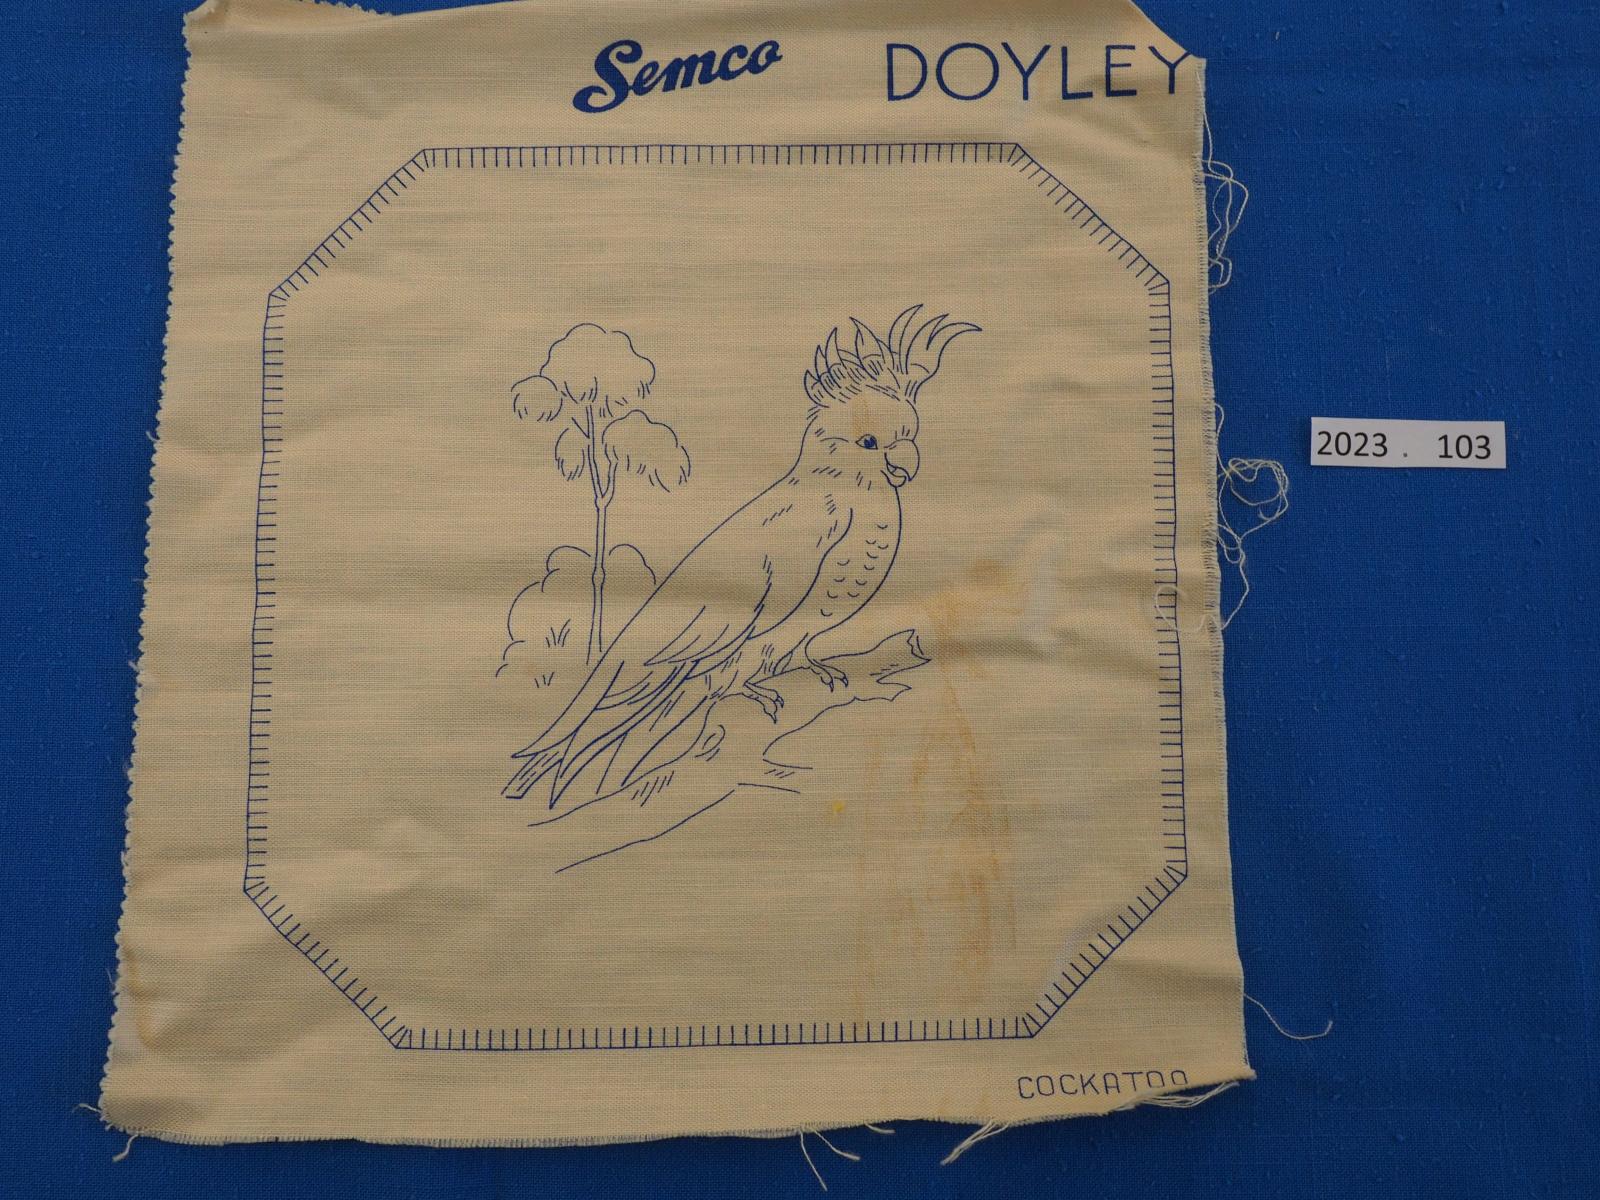 Semco DOYLEY
2023 . 103
COCKATOO